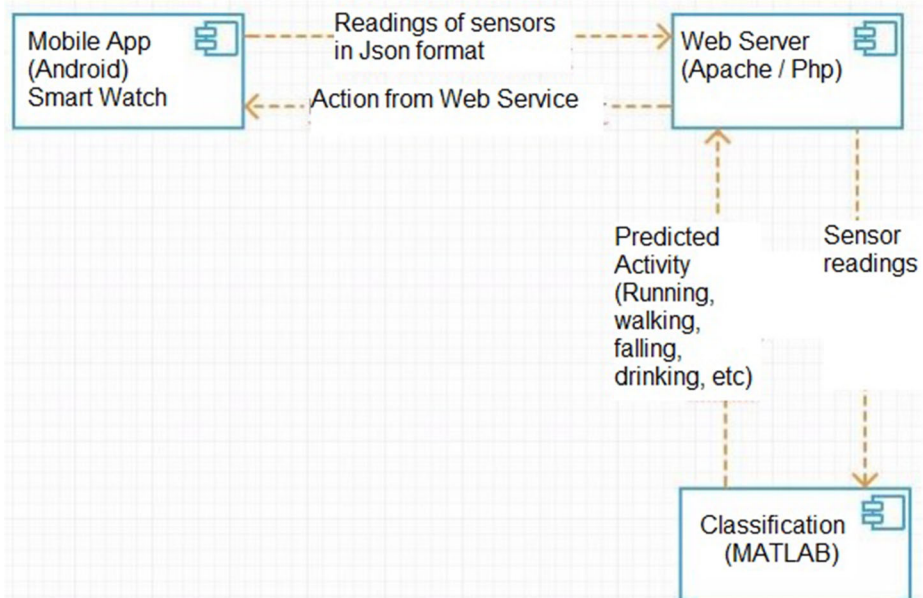 Mobile App
(Android)
Smart Watch
Readings of sensors
in Json format
Action from Web Service
Web Server
(Apache / Php)
Predicted
Activity
(Running,
walking,
falling,
drinking, etc)
Sensor
readings
Classification
(MATLAB)